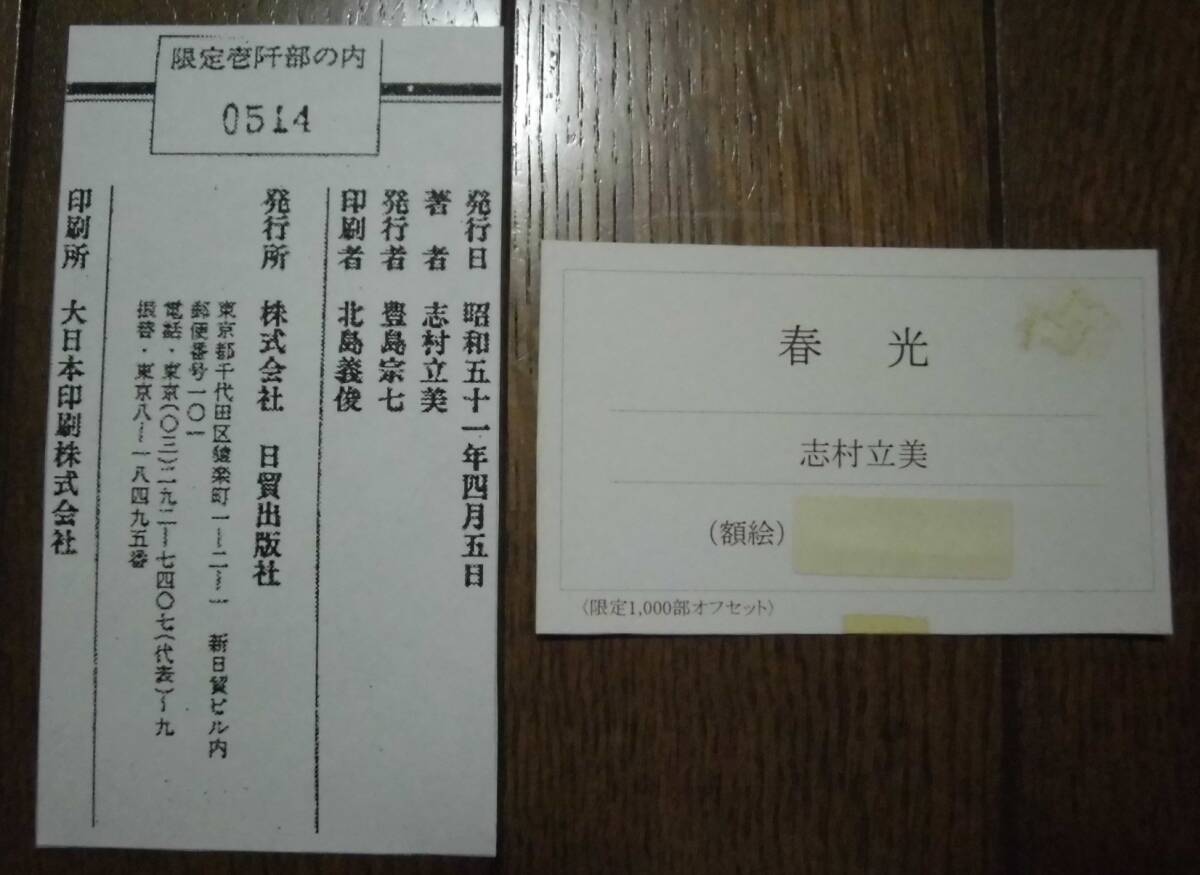 限定壱阡部の内
0514
発行日 昭和五十一年四月五日
著者 志村立美
発行者 豊島宗七
印刷者 北島義俊
発行所 株式会社 日貿出版社
東京都千代田区猿楽町一~二~一 新日貿ビル内
郵便番号一〇一
電話・東京(〇三)二九二~七四〇七(代表)~九
振替・東京八~一八四九五番
印刷所 大日本印刷株式会社
春光
志村立美
(額絵)
〈限定1,000部オフセット〉